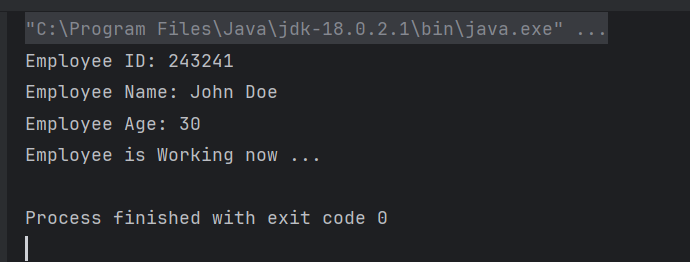 "C:\Program Files\Java\jdk-18.0.2.1\bin\java.exe" ...
Employee ID: 243241
Employee Name: John Doe
Employee Age: 30
Employee is Working now ...
Process finished with exit code 0